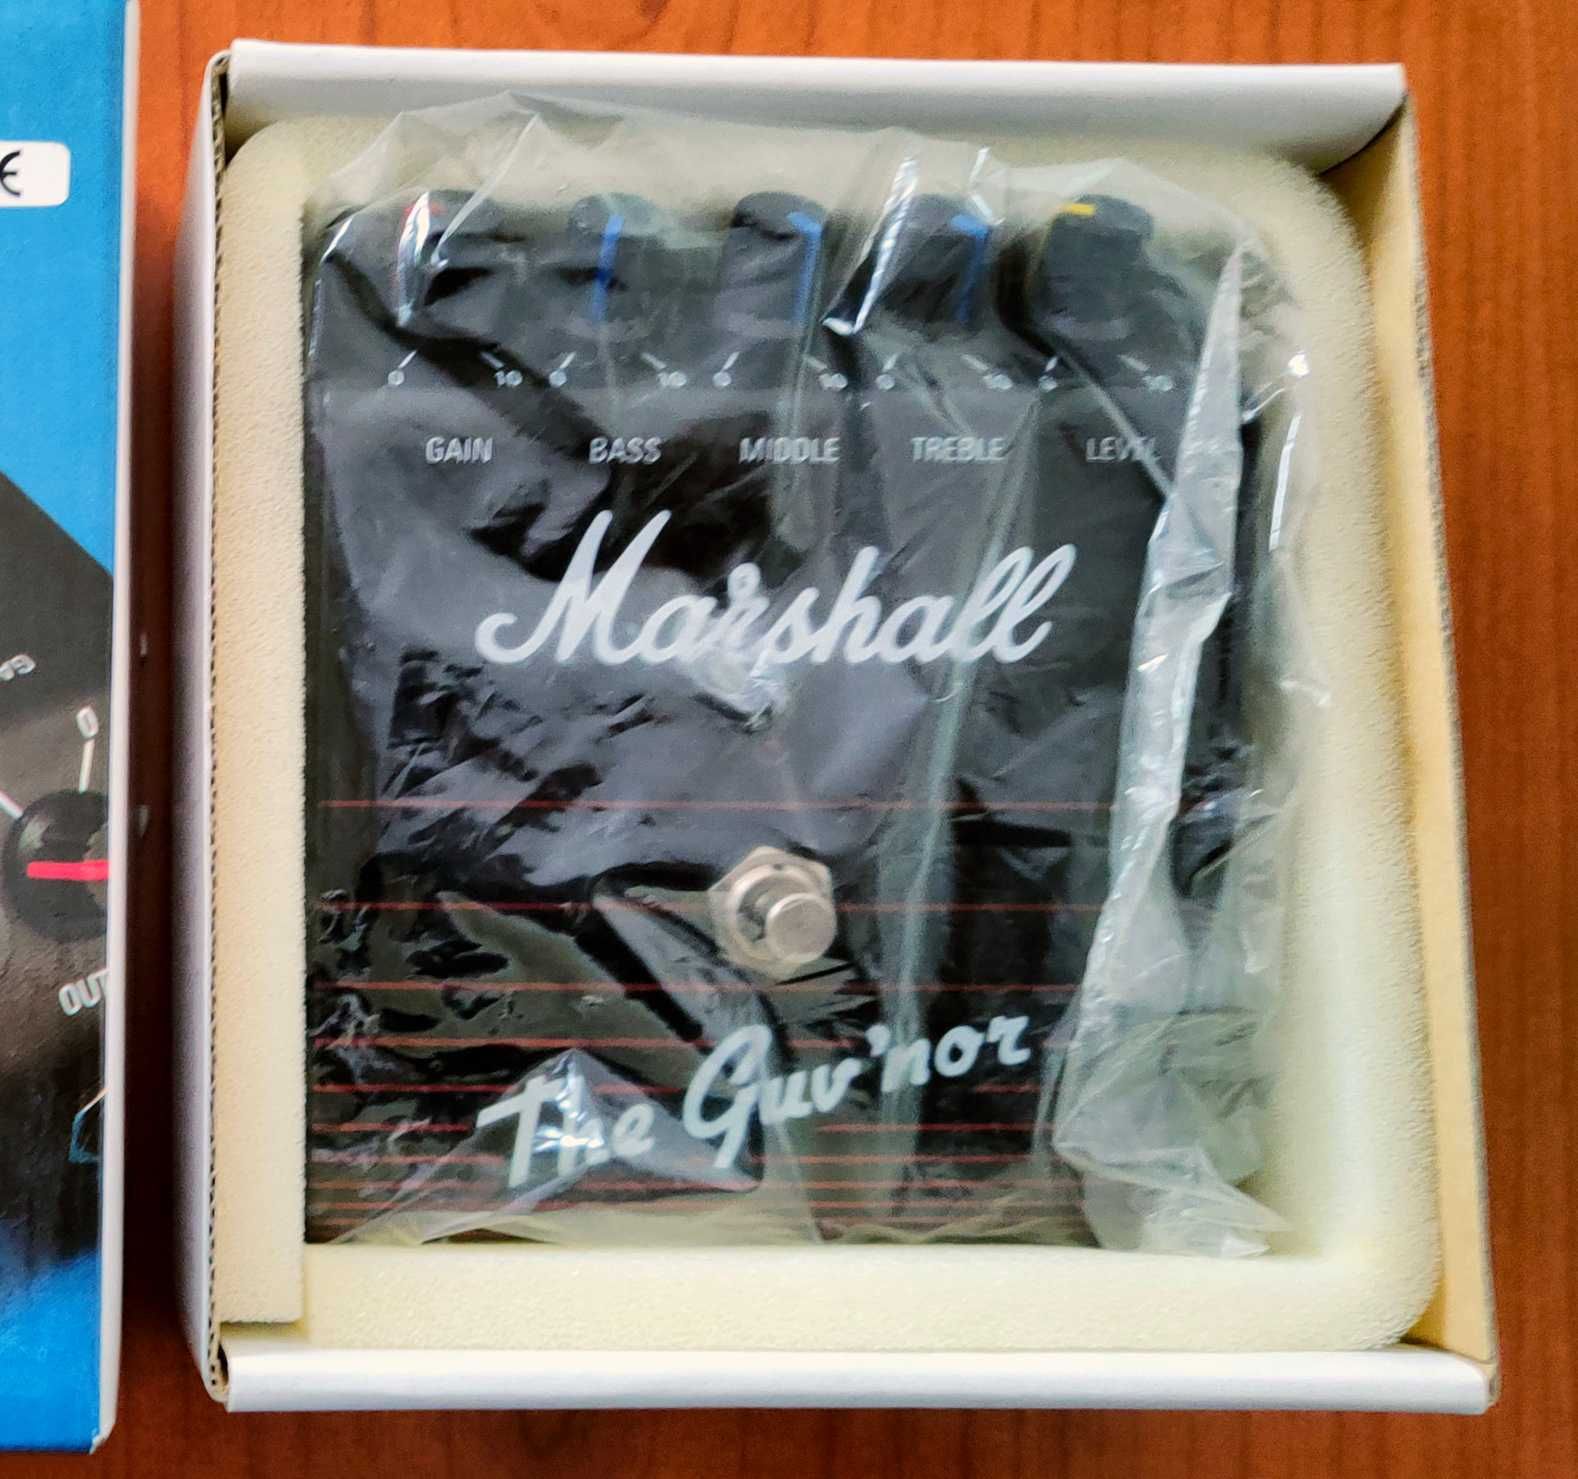 CE
0 10 0 10 0 10 0 10 10
GAIN BASS MIDDLE TREBLE LEVEL
Marshall
0
OUT
The Guv'nor